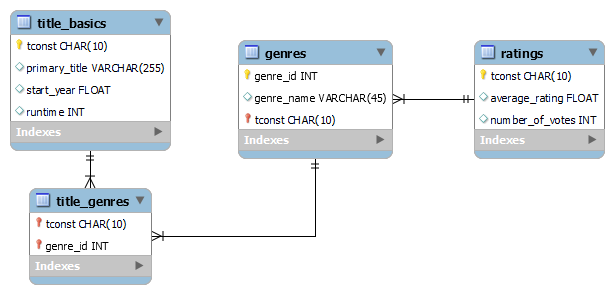 title_basics
tconst CHAR(10)
primary_title VARCHAR(255)
start_year FLOAT
runtime INT
Indexes
genres
genre_id INT
genre_name VARCHAR(45)
tconst CHAR(10)
Indexes
ratings
tconst CHAR(10)
average_rating FLOAT
number_of_votes INT
Indexes
title_genres
tconst CHAR(10)
genre_id INT
Indexes